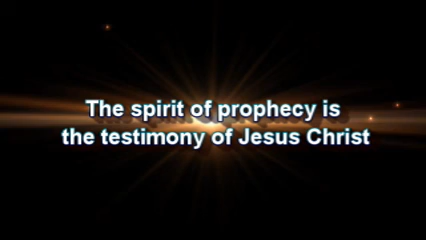 The spirit of prophecy is
the testimony of Jesus Christ